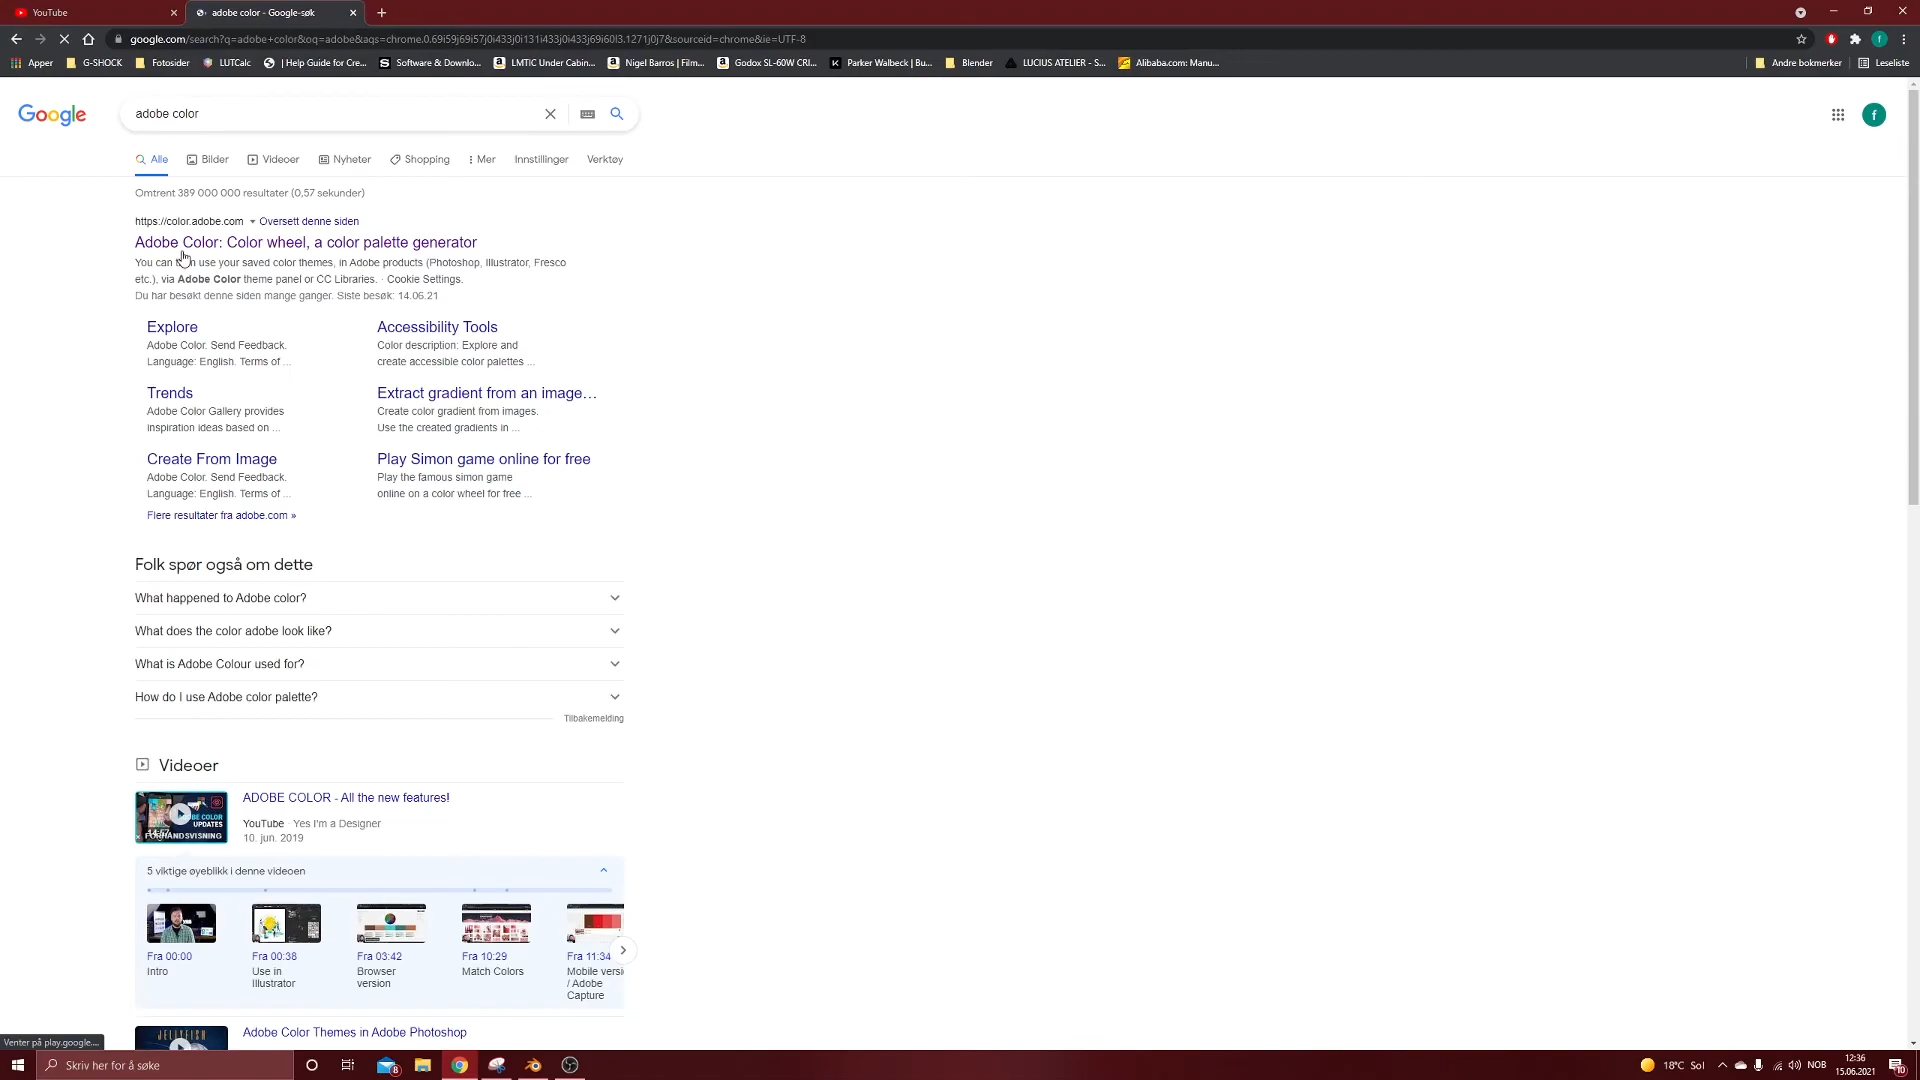 YouTube
adobe color - Google-søk
google.com/search?q=adobe+color&oq=adobe&aqs=chrome.0.69i59j69i57j0i433j0i131i433j0i433j69i60l3.1271j0j7&sourceid=chrome&ie=UTF-8
Apper
G-SHOCK
Fotosider
LUTCalc
| Help Guide for Cre...
Software & Downlo...
LMTIC Under Cabin...
Nigel Barros | Film...
Godox SL-60W CRI...
Parker Walbeck | Bu...
Blender
LUCIUS ATELIER - S...
Alibaba.com: Manu...
Andre bokmerker
Leseliste
Google
adobe color
f
Alle
Bilder
Videoer
Nyheter
Shopping
Mer
Innstillinger
Verktøy
Omtrent 389 000 000 resultater (0,57 sekunder)
https://color.adobe.com
Oversett denne siden
Adobe Color: Color wheel, a color palette generator
You can use your saved color themes, in Adobe products (Photoshop, Illustrator, Fresco
etc.), via Adobe Color theme panel or CC Libraries. · Cookie Settings.
Du har besøkt denne siden mange ganger. Siste besøk: 14.06.21
Explore
Adobe Color. Send Feedback.
Language: English. Terms of ...
Accessibility Tools
Color description: Explore and
create accessible color palettes ...
Trends
Adobe Color Gallery provides
inspiration ideas based on ...
Extract gradient from an image...
Create color gradient from images.
Use the created gradients in ...
Create From Image
Adobe Color. Send Feedback.
Language: English. Terms of ...
Play Simon game online for free
Play the famous simon game
online on a color wheel for free ...
Flere resultater fra adobe.com »
Folk spør også om dette
What happened to Adobe color?
What does the color adobe look like?
What is Adobe Colour used for?
How do I use Adobe color palette?
Tilbakemelding
Videoer
COLOR
UPDATES
14:57
FORHÅNDSVISNING
ADOBE COLOR - All the new features!
YouTube · Yes I'm a Designer
10. jun. 2019
5 viktige øyeblikk i denne videoen
Fra 00:00
Intro
Fra 00:38
Use in
Illustrator
Fra 03:42
Browser
version
Fra 10:29
Match Colors
Fra 11:34
Mobile versi
/ Adobe
Capture
JELLYFISH
Adobe Color Themes in Adobe Photoshop
Venter på play.google....
Skriv her for å søke
8
18°C Sol
NOB
12:36
15.06.2021
10